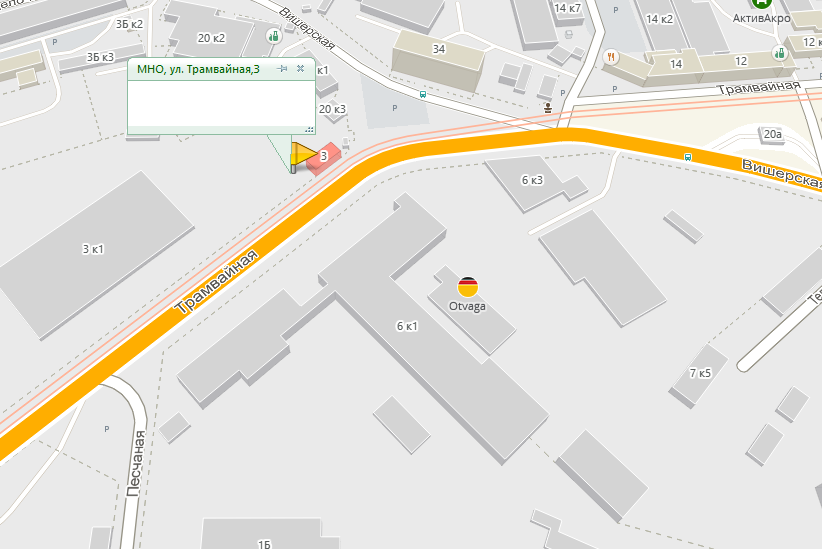 3Б к2
3Б к3
20 к2
Вишерская
34
14 к7
14 к2
АктивАкро
14
12
Трамвайная
МНО, ул. Трамвайная,3
к1
20 к3
P
3
20а
6 к3
Вишерская
3 к1
Трамвайная
Otvaga
6 к1
7 к5
P
Песчаная
1Б